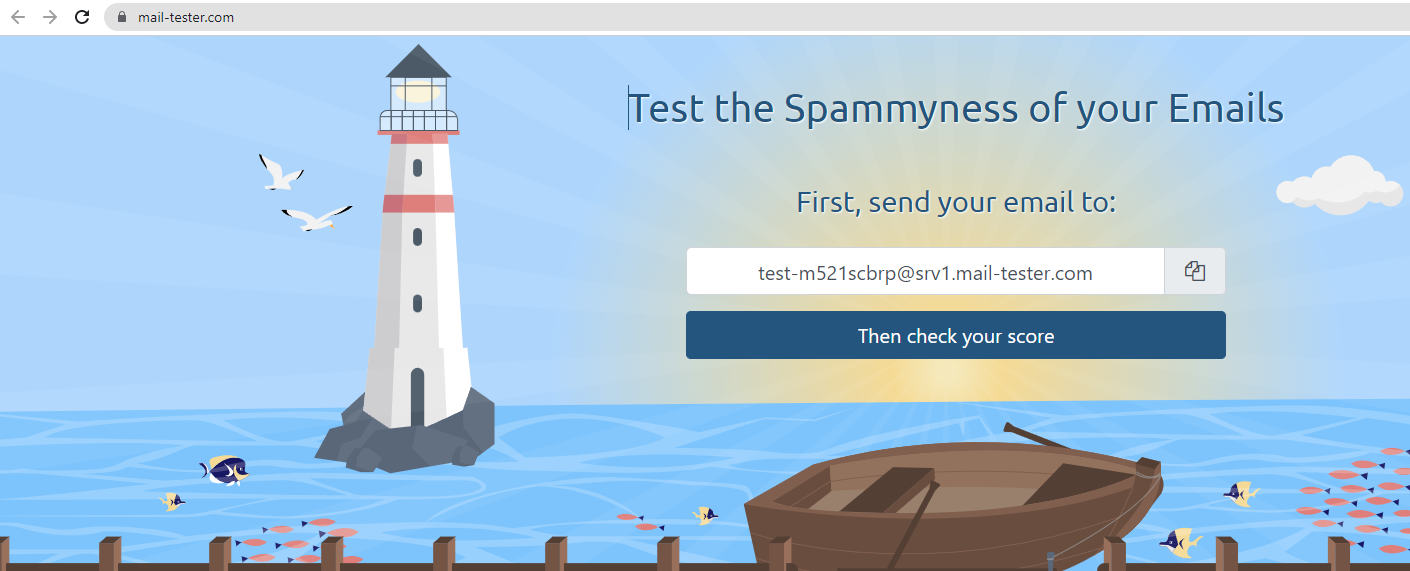 mail-tester.com
Test the Spammyness of your Emails
First, send your email to:
test-m521scbrp@srv1.mail-tester.com
Then check your score